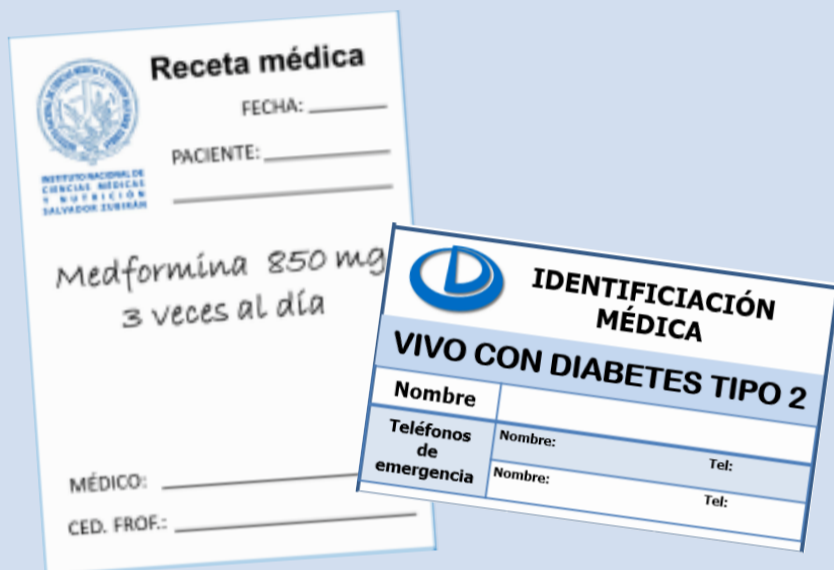 Receta médica
FECHA:
PACIENTE:
INSTITUTO NACIONAL DE
CIENCIAS MÉDICAS
Y NUTRICIÓN
SALVADOR ZUBIRÁN
Medformina 850 mg
3 veces al día
MÉDICO:
CED. FROF.:
IDENTIFICIACIÓN
MÉDICA
VIVO CON DIABETES TIPO 2
Nombre
Teléfonos
de
emergencia
Nombre:
Tel:
Nombre:
Tel: